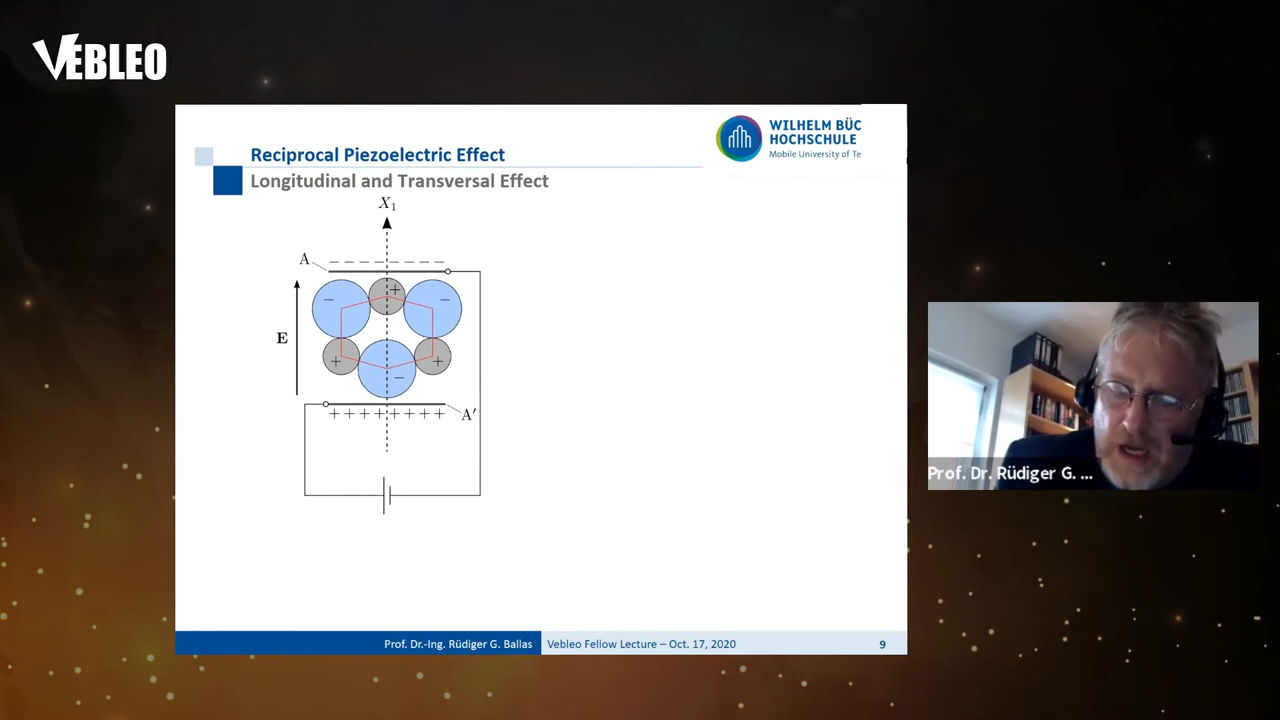 VEBLEO
WILHELM BÜC
HOCHSCHULE
Mobile University of Te
Reciprocal Piezoelectric Effect
Longitudinal and Transversal Effect
X₁
A
− − − − − − − −
− + −
E
+ +
−
+ + + + + + + +
A′
Prof. Dr. Rüdiger G. ...
Prof. Dr.-Ing. Rüdiger G. Ballas
Vebleo Fellow Lecture – Oct. 17, 2020
9